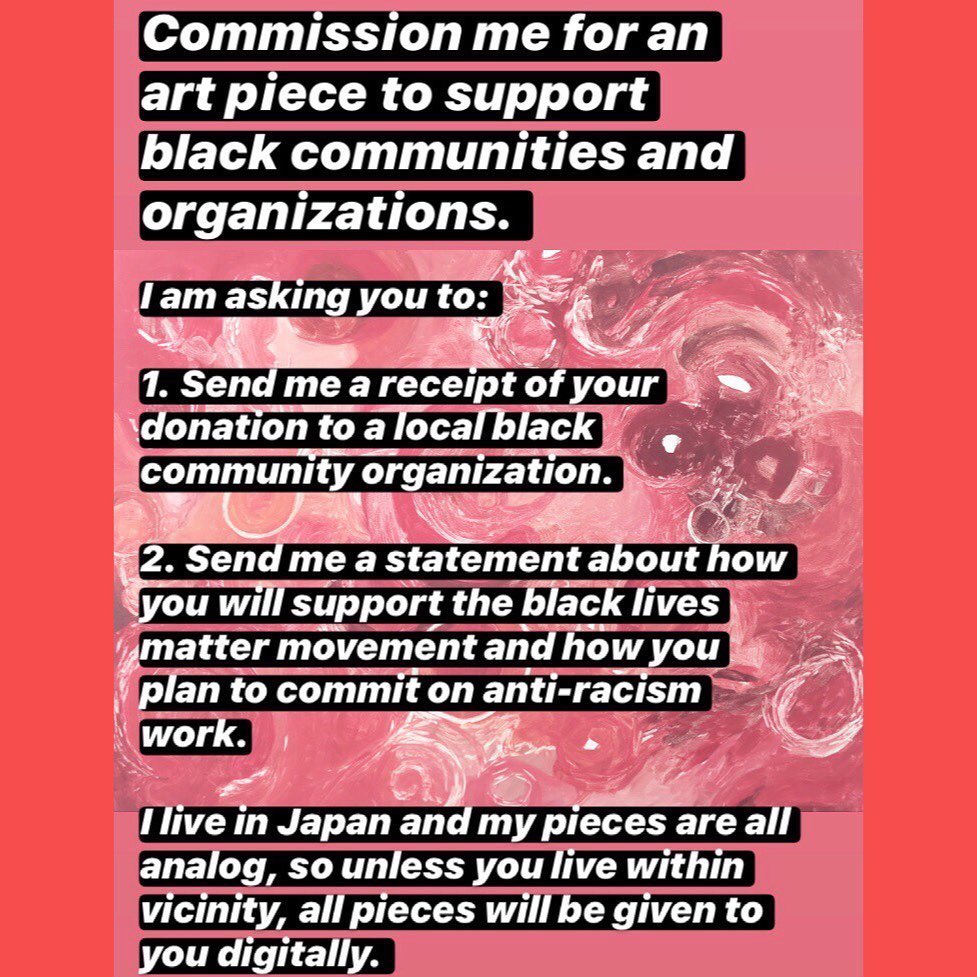 Commission me for an
art piece to support
black communities and
organizations.
I am asking you to:
1. Send me a receipt of your
donation to a local black
community organization.
2. Send me a statement about how
you will support the black lives
matter movement and how you
plan to commit on anti-racism
work.
I live in Japan and my pieces are all
analog, so unless you live within
vicinity, all pieces will be given to
you digitally.